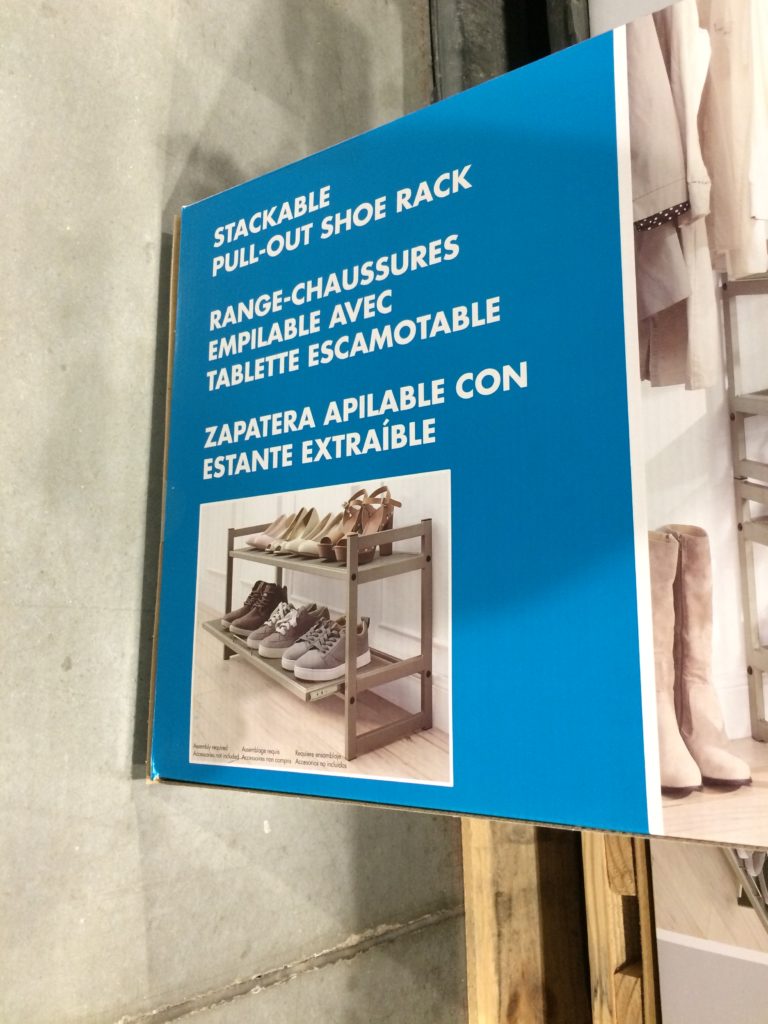 STACKABLE
PULL-OUT SHOE RACK
RANGE-CHAUSSURES
EMPILABLE AVEC
TABLETTE ESCAMOTABLE
ZAPATERA APILABLE CON
ESTANTE EXTRAÍBLE
Assembly required
Accessories not included
Assemblage requis
Accessoires non compris
Requiere ensamblaje
Accesorios no incluidos